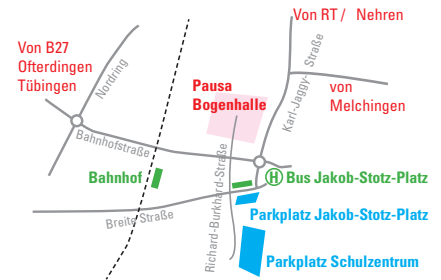 Von RT / Nehren
Von B27
Ofterdingen
Tübingen
Nordring
Karl-Jaggy- Straße
Pausa
Bogenhalle
von
Melchingen
Bahnhofstraße
Bahnhof
H Bus Jakob-Stotz-Platz
Richard-Burkhard-Straße
Breite Straße
Parkplatz Jakob-Stotz-Platz
Parkplatz Schulzentrum